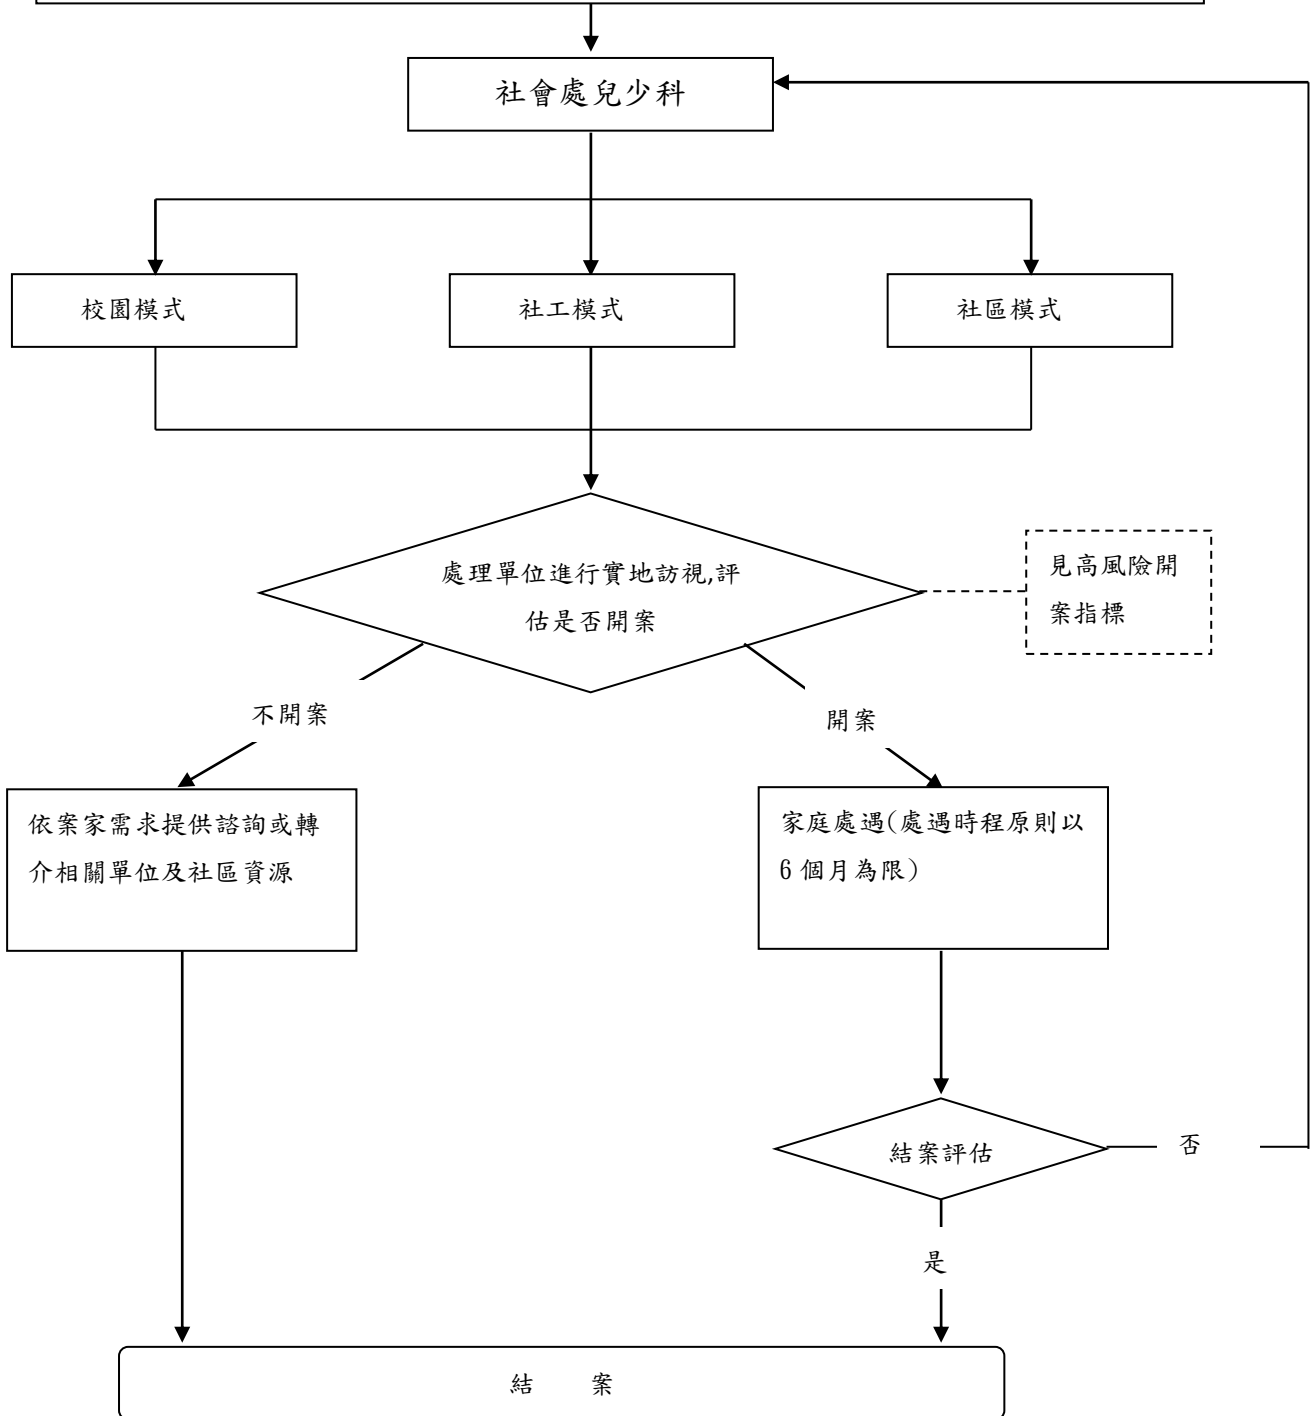 社會處兒少科
校園模式
社工模式
社區模式
處理單位進行實地訪視,評
估是否開案
見高風險開
案指標
不開案
開案
依案家需求提供諮詢或轉
介相關單位及社區資源
家庭處遇(處遇時程原則以
6 個月為限)
結案評估
否
是
結 案